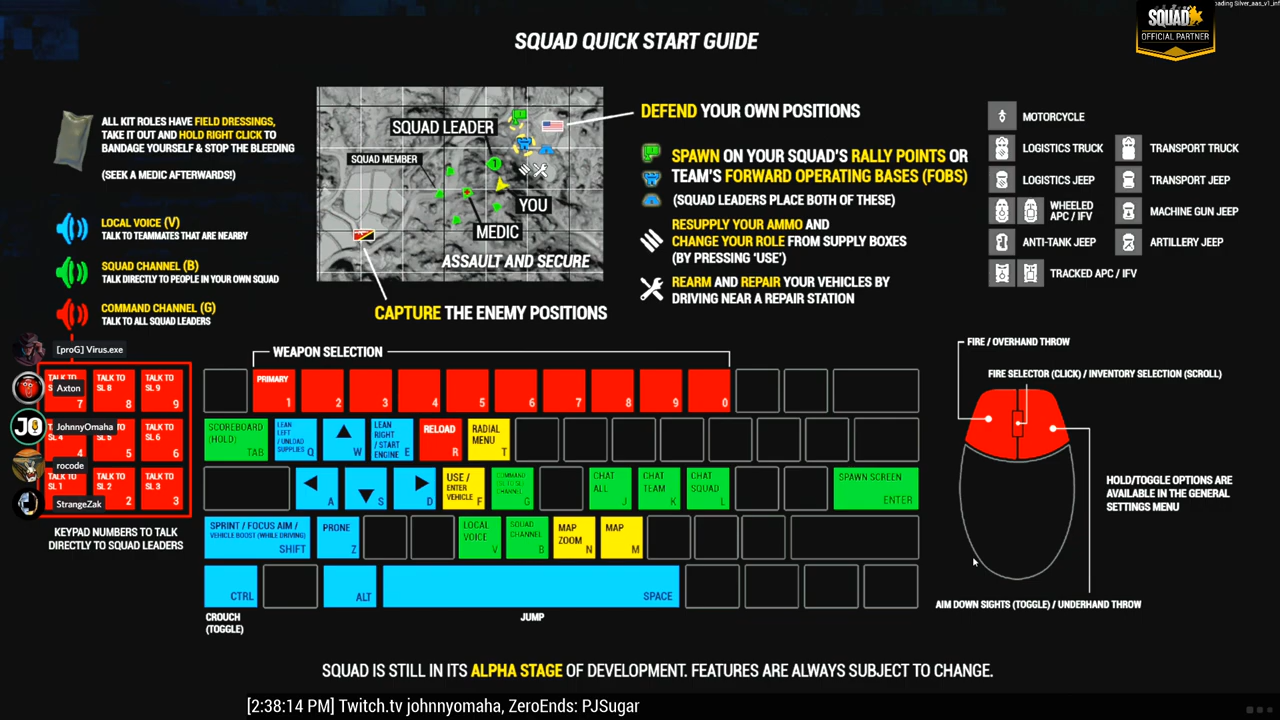 oading Silver_aas_v1_inf
SQUAD
OFFICIAL PARTNER
SQUAD QUICK START GUIDE
ALL KIT ROLES HAVE FIELD DRESSINGS,
TAKE IT OUT AND HOLD RIGHT CLICK TO
BANDAGE YOURSELF & STOP THE BLEEDING
(SEEK A MEDIC AFTERWARDS!)
LOCAL VOICE (V)
TALK TO TEAMMATES THAT ARE NEARBY
SQUAD CHANNEL (B)
TALK DIRECTLY TO PEOPLE IN YOUR OWN SQUAD
COMMAND CHANNEL (G)
TALK TO ALL SQUAD LEADERS
SQUAD LEADER
SQUAD MEMBER
1
YOU
MEDIC
ASSAULT AND SECURE
CAPTURE THE ENEMY POSITIONS
DEFEND YOUR OWN POSITIONS
SPAWN ON YOUR SQUAD'S RALLY POINTS OR
TEAM'S FORWARD OPERATING BASES (FOBS)
(SQUAD LEADERS PLACE BOTH OF THESE)
RESUPPLY YOUR AMMO AND
CHANGE YOUR ROLE FROM SUPPLY BOXES
(BY PRESSING 'USE')
REARM AND REPAIR YOUR VEHICLES BY
DRIVING NEAR A REPAIR STATION
MOTORCYCLE
LOGISTICS TRUCK
TRANSPORT TRUCK
LOGISTICS JEEP
TRANSPORT JEEP
WHEELED
APC / IFV
MACHINE GUN JEEP
ANTI-TANK JEEP
ARTILLERY JEEP
TRACKED APC / IFV
[proG] Virus.exe
Axton
JohnnyOmaha
rocode
StrangeZak
TALK TO
7
TALK TO
SL 8
8
TALK TO
SL 9
9
SL 4
4
SL 5
5
TALK TO
SL 6
6
TALK TO
SL 1
TALK TO
SL 2
2
TALK TO
SL 3
3
KEYPAD NUMBERS TO TALK
DIRECTLY TO SQUAD LEADERS
WEAPON SELECTION
PRIMARY
1
2
3
4
5
6
7
8
9
0
SCOREBOARD
(HOLD)
TAB
LEAN
LEFT
/ UNLOAD
SUPPLIES
Q
W
LEAN
RIGHT
/ START
ENGINE
E
RELOAD
R
RADIAL
MENU
T
A
S
D
USE /
ENTER
VEHICLE
F
CHANNEL
G
CHAT
ALL
J
CHAT
TEAM
K
CHAT
SQUAD
L
SPAWN SCREEN
ENTER
SPRINT / FOCUS AIM /
VEHICLE BOOST (WHILE DRIVING)
SHIFT
PRONE
Z
LOCAL
VOICE
V
SQUAD
CHANNEL
B
MAP
ZOOM
N
MAP
M
CTRL
ALT
SPACE
CROUCH
(TOGGLE)
JUMP
FIRE / OVERHAND THROW
FIRE SELECTOR (CLICK) / INVENTORY SELECTION (SCROLL)
HOLD/TOGGLE OPTIONS
ARE AVAILABLE IN THE GENERAL
SETTINGS MENU
AIM DOWN SIGHTS (TOGGLE) / UNDERHAND THROW
SQUAD IS STILL IN ITS ALPHA STAGE OF DEVELOPMENT. FEATURES ARE ALWAYS SUBJECT TO CHANGE.
[2:38:14 PM] Twitch.tv johnnyomaha, ZeroEnds: PJSugar